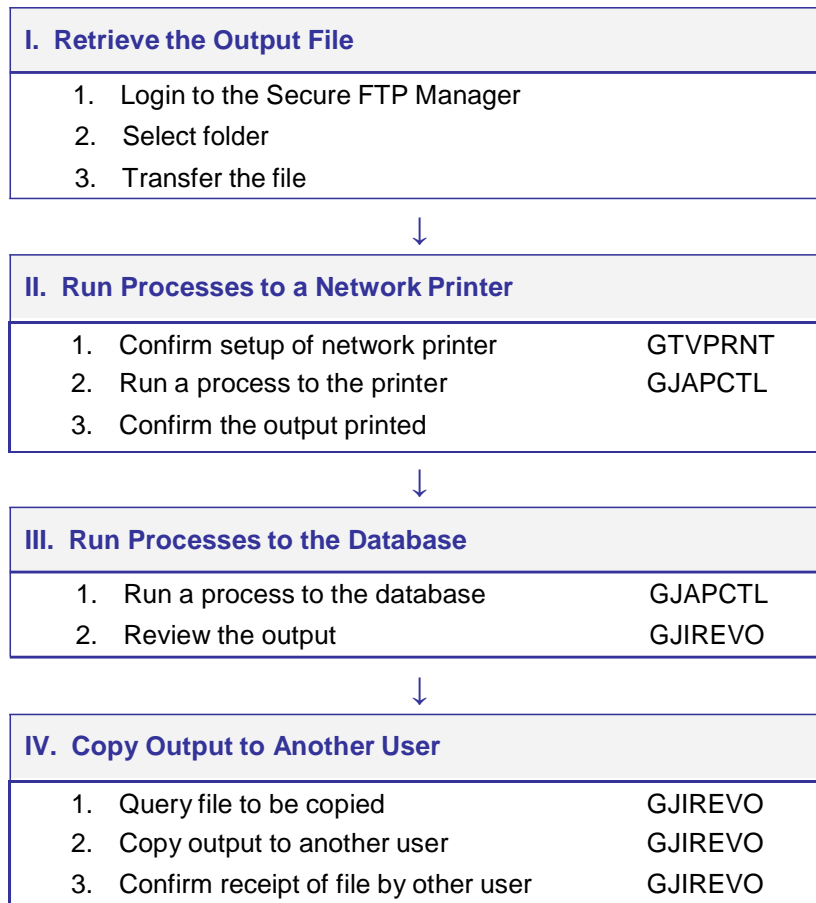 I. Retrieve the Output File
1. Login to the Secure FTP Manager
2. Select folder
3. Transfer the file
↓
II. Run Processes to a Network Printer
1. Confirm setup of network printer GTVPRNT
2. Run a process to the printer GJAPCTL
3. Confirm the output printed
↓
III. Run Processes to the Database
1. Run a process to the database GJAPCTL
2. Review the output GJIREVO
↓
IV. Copy Output to Another User
1. Query file to be copied GJIREVO
2. Copy output to another user GJIREVO
3. Confirm receipt of file by other user GJIREVO